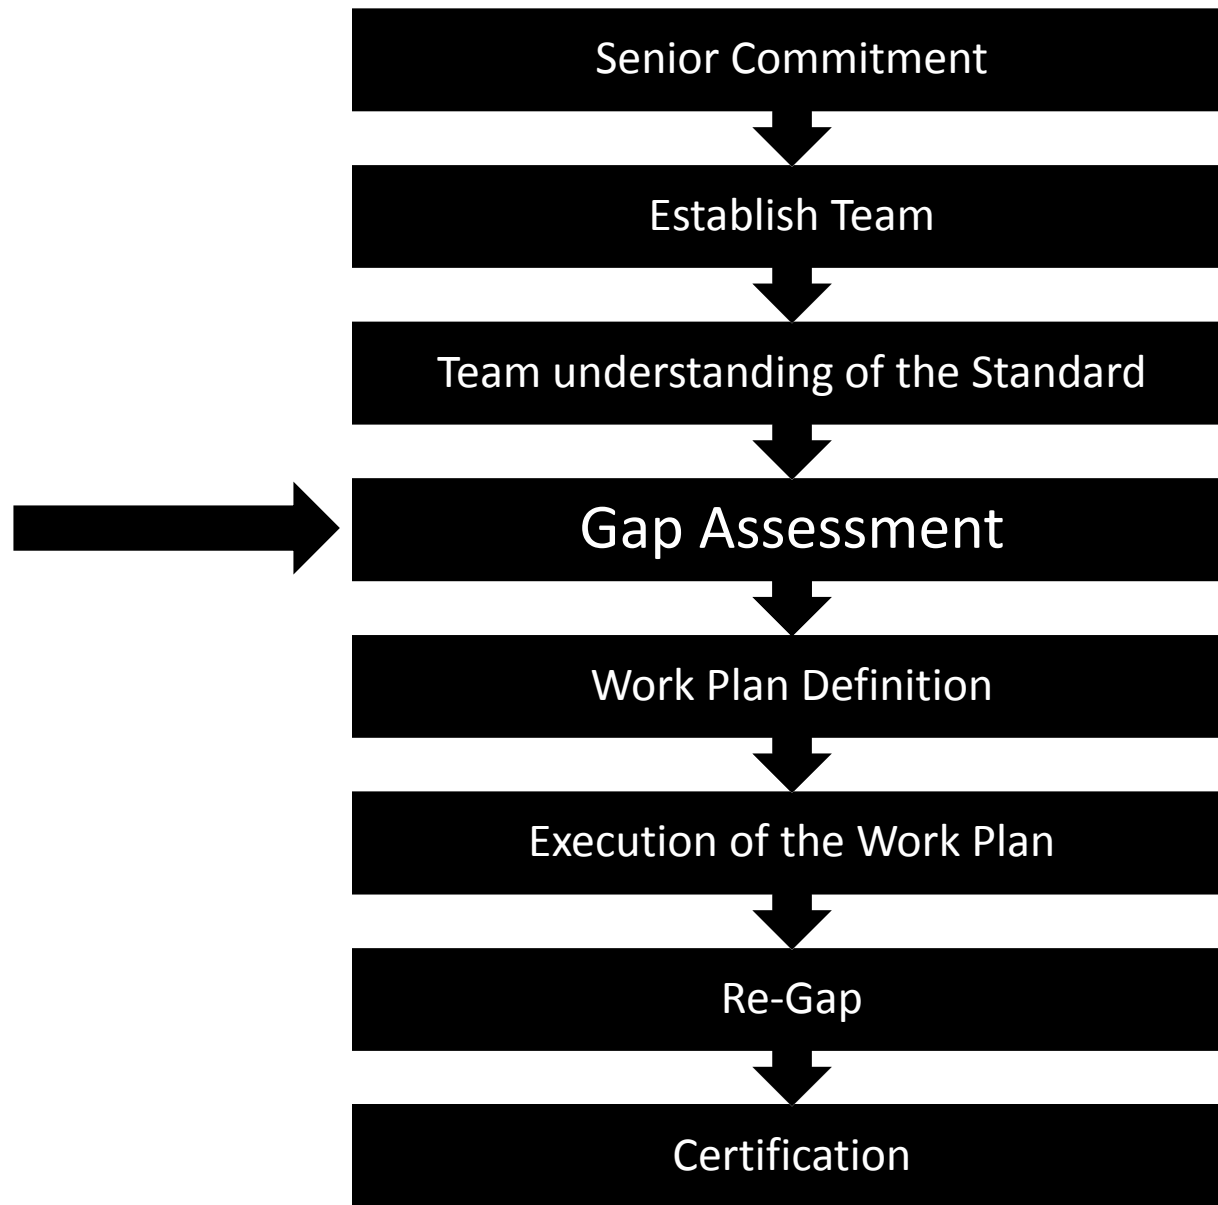 Senior Commitment
Establish Team
Team understanding of the Standard
Gap Assessment
Work Plan Definition
Execution of the Work Plan
Re-Gap
Certification